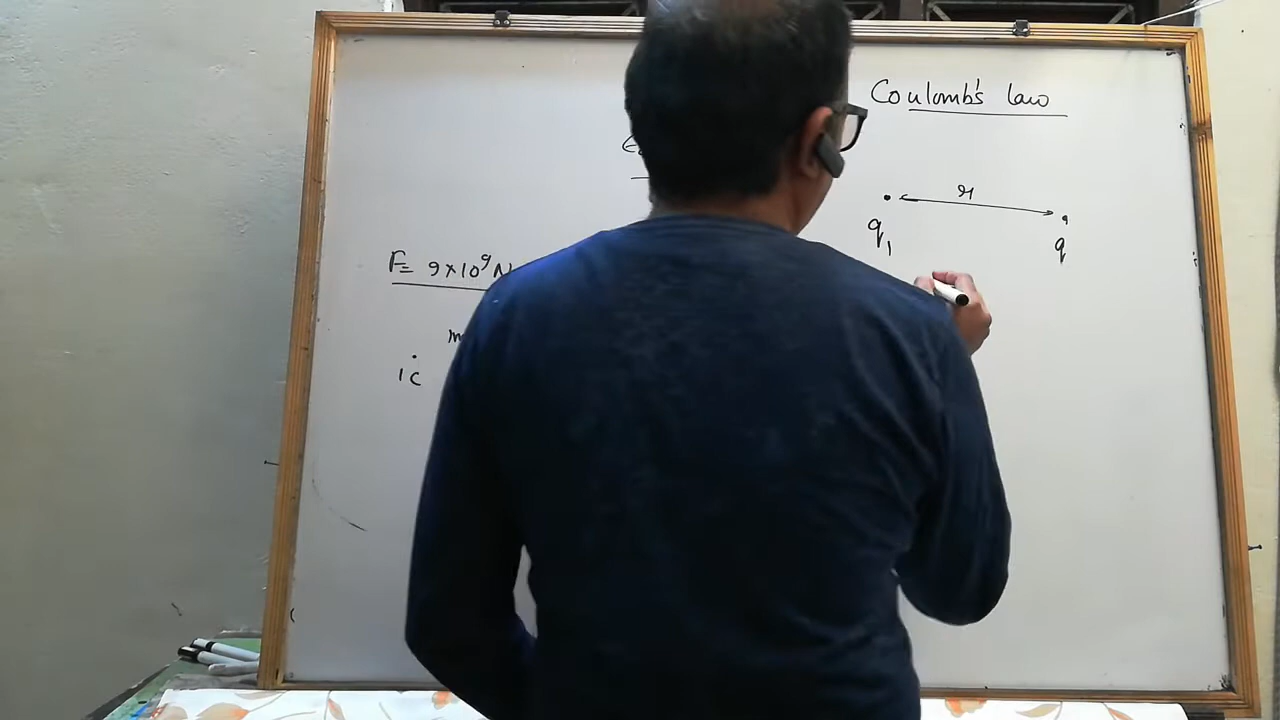 Coulomb's law
r
q1 q
F= 9×10⁹ N
1C